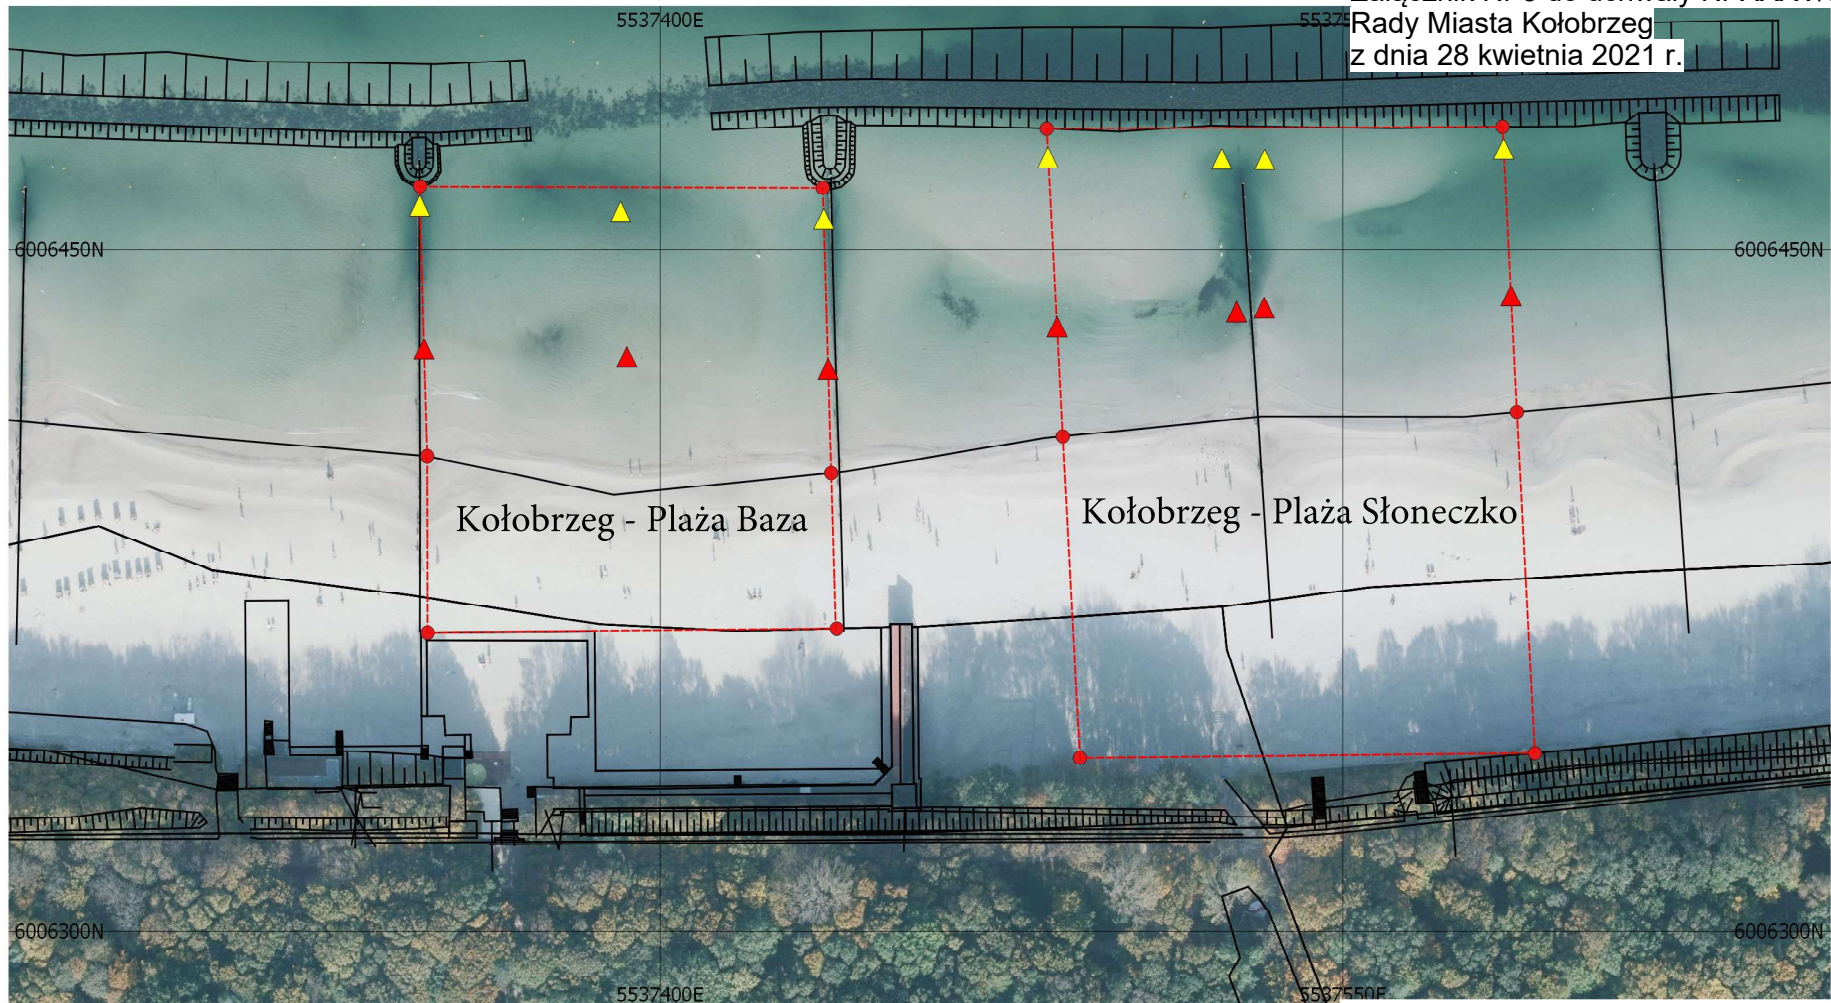 5537400E
Rady Miasta Kołobrzeg
z dnia 28 kwietnia 2021 r.
6006450N
6006450N
Kołobrzeg - Plaża Baza
Kołobrzeg - Plaża Słoneczko
6006300N
6006300N
5537400E
5537550E